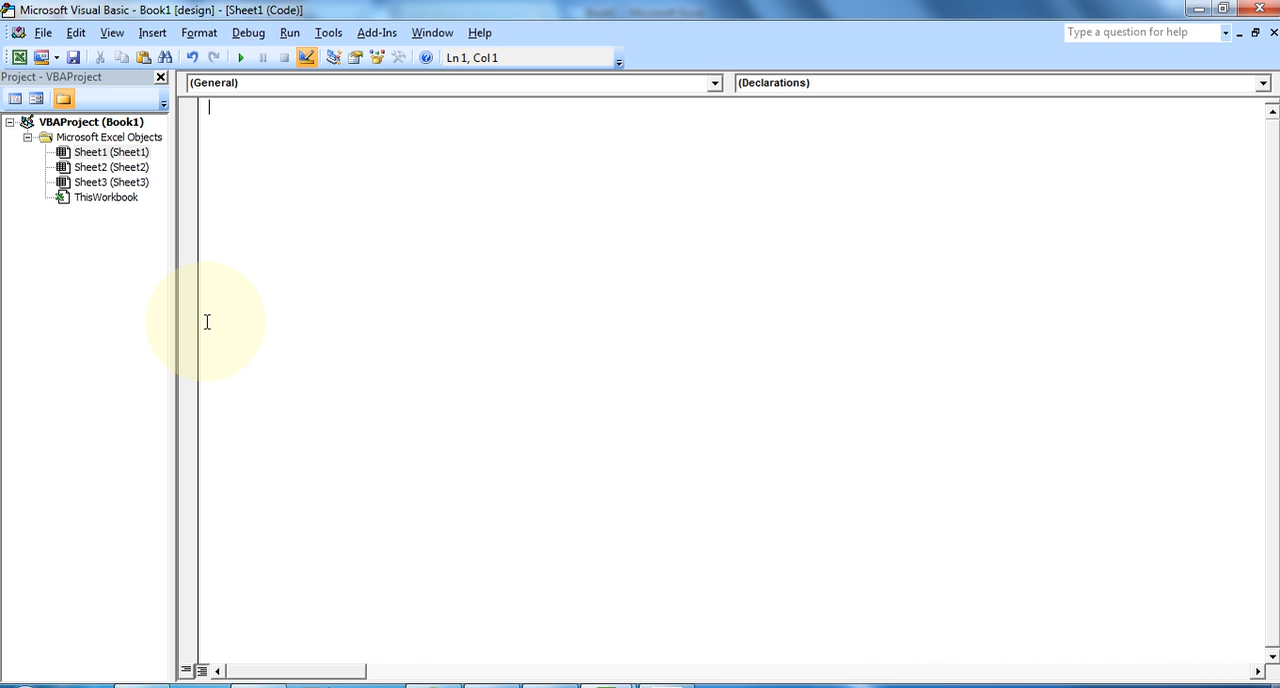 Microsoft Visual Basic - Book1 [design] - [Sheet1 (Code)]
File Edit View Insert Format Debug Run Tools Add-Ins Window Help
Type a question for help
Ln 1, Col 1
Project - VBAProject
(General)
(Declarations)
VBAProject (Book1)
Microsoft Excel Objects
Sheet1 (Sheet1)
Sheet2 (Sheet2)
Sheet3 (Sheet3)
ThisWorkbook